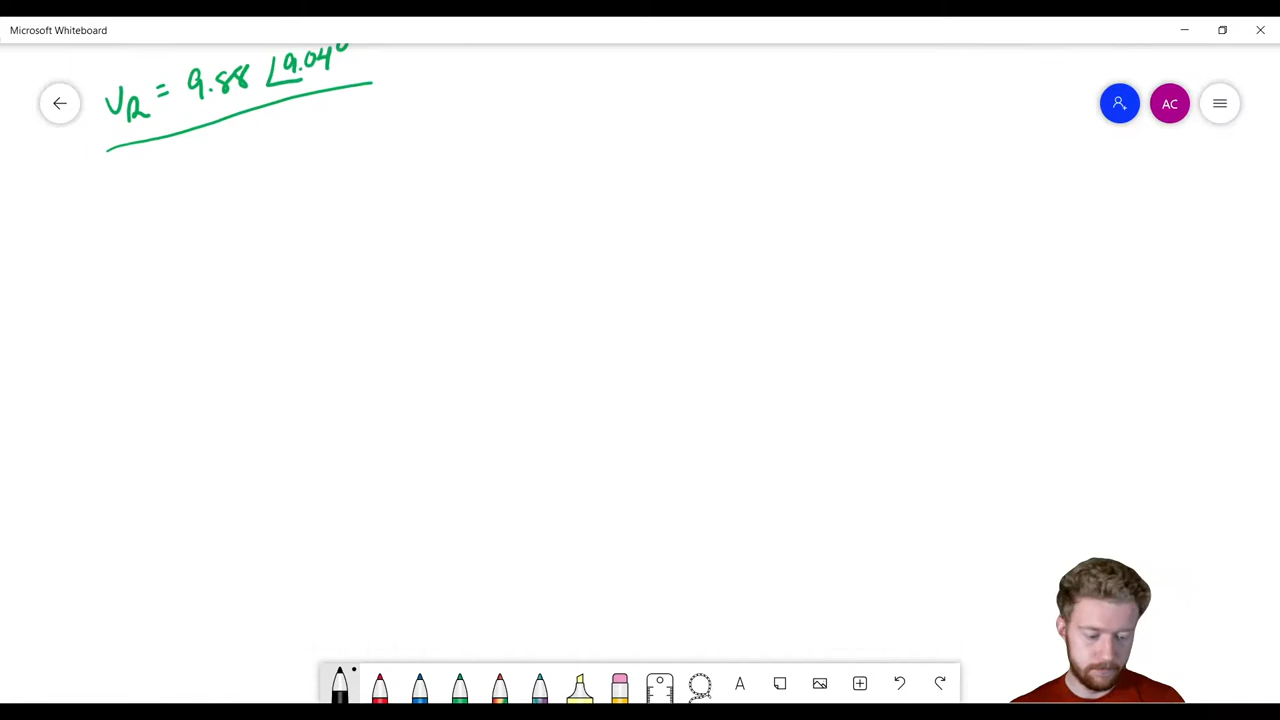 Microsoft Whiteboard
V_R = 9.88 ∠9.04°
AC
A